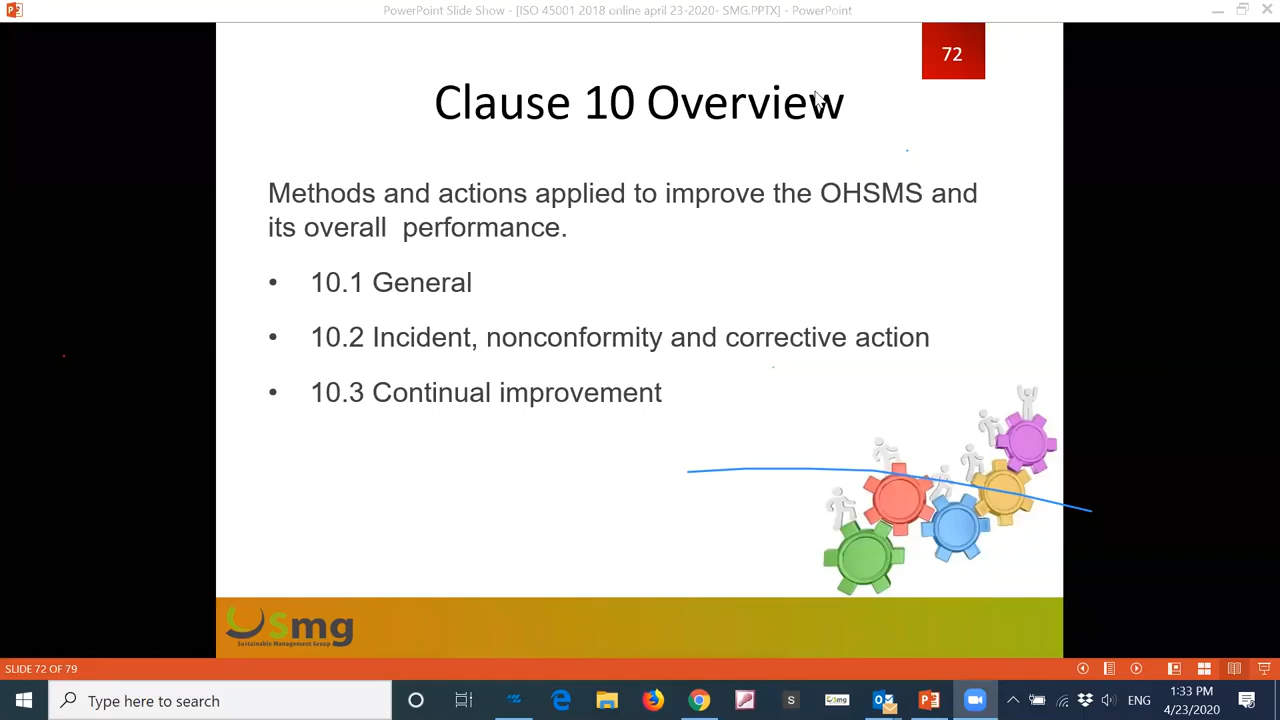 PowerPoint Slide Show - [ISO 45001 2018 online april 23-2020- SMG.PPTX] - PowerPoint
72
Clause 10 Overview
Methods and actions applied to improve the OHSMS and
its overall performance.
• 10.1 General
• 10.2 Incident, nonconformity and corrective action
• 10.3 Continual improvement
Smg
Sustainable Management Group
SLIDE 72 OF 79
Type here to search
S
Smg
ENG
1:33 PM
4/23/2020